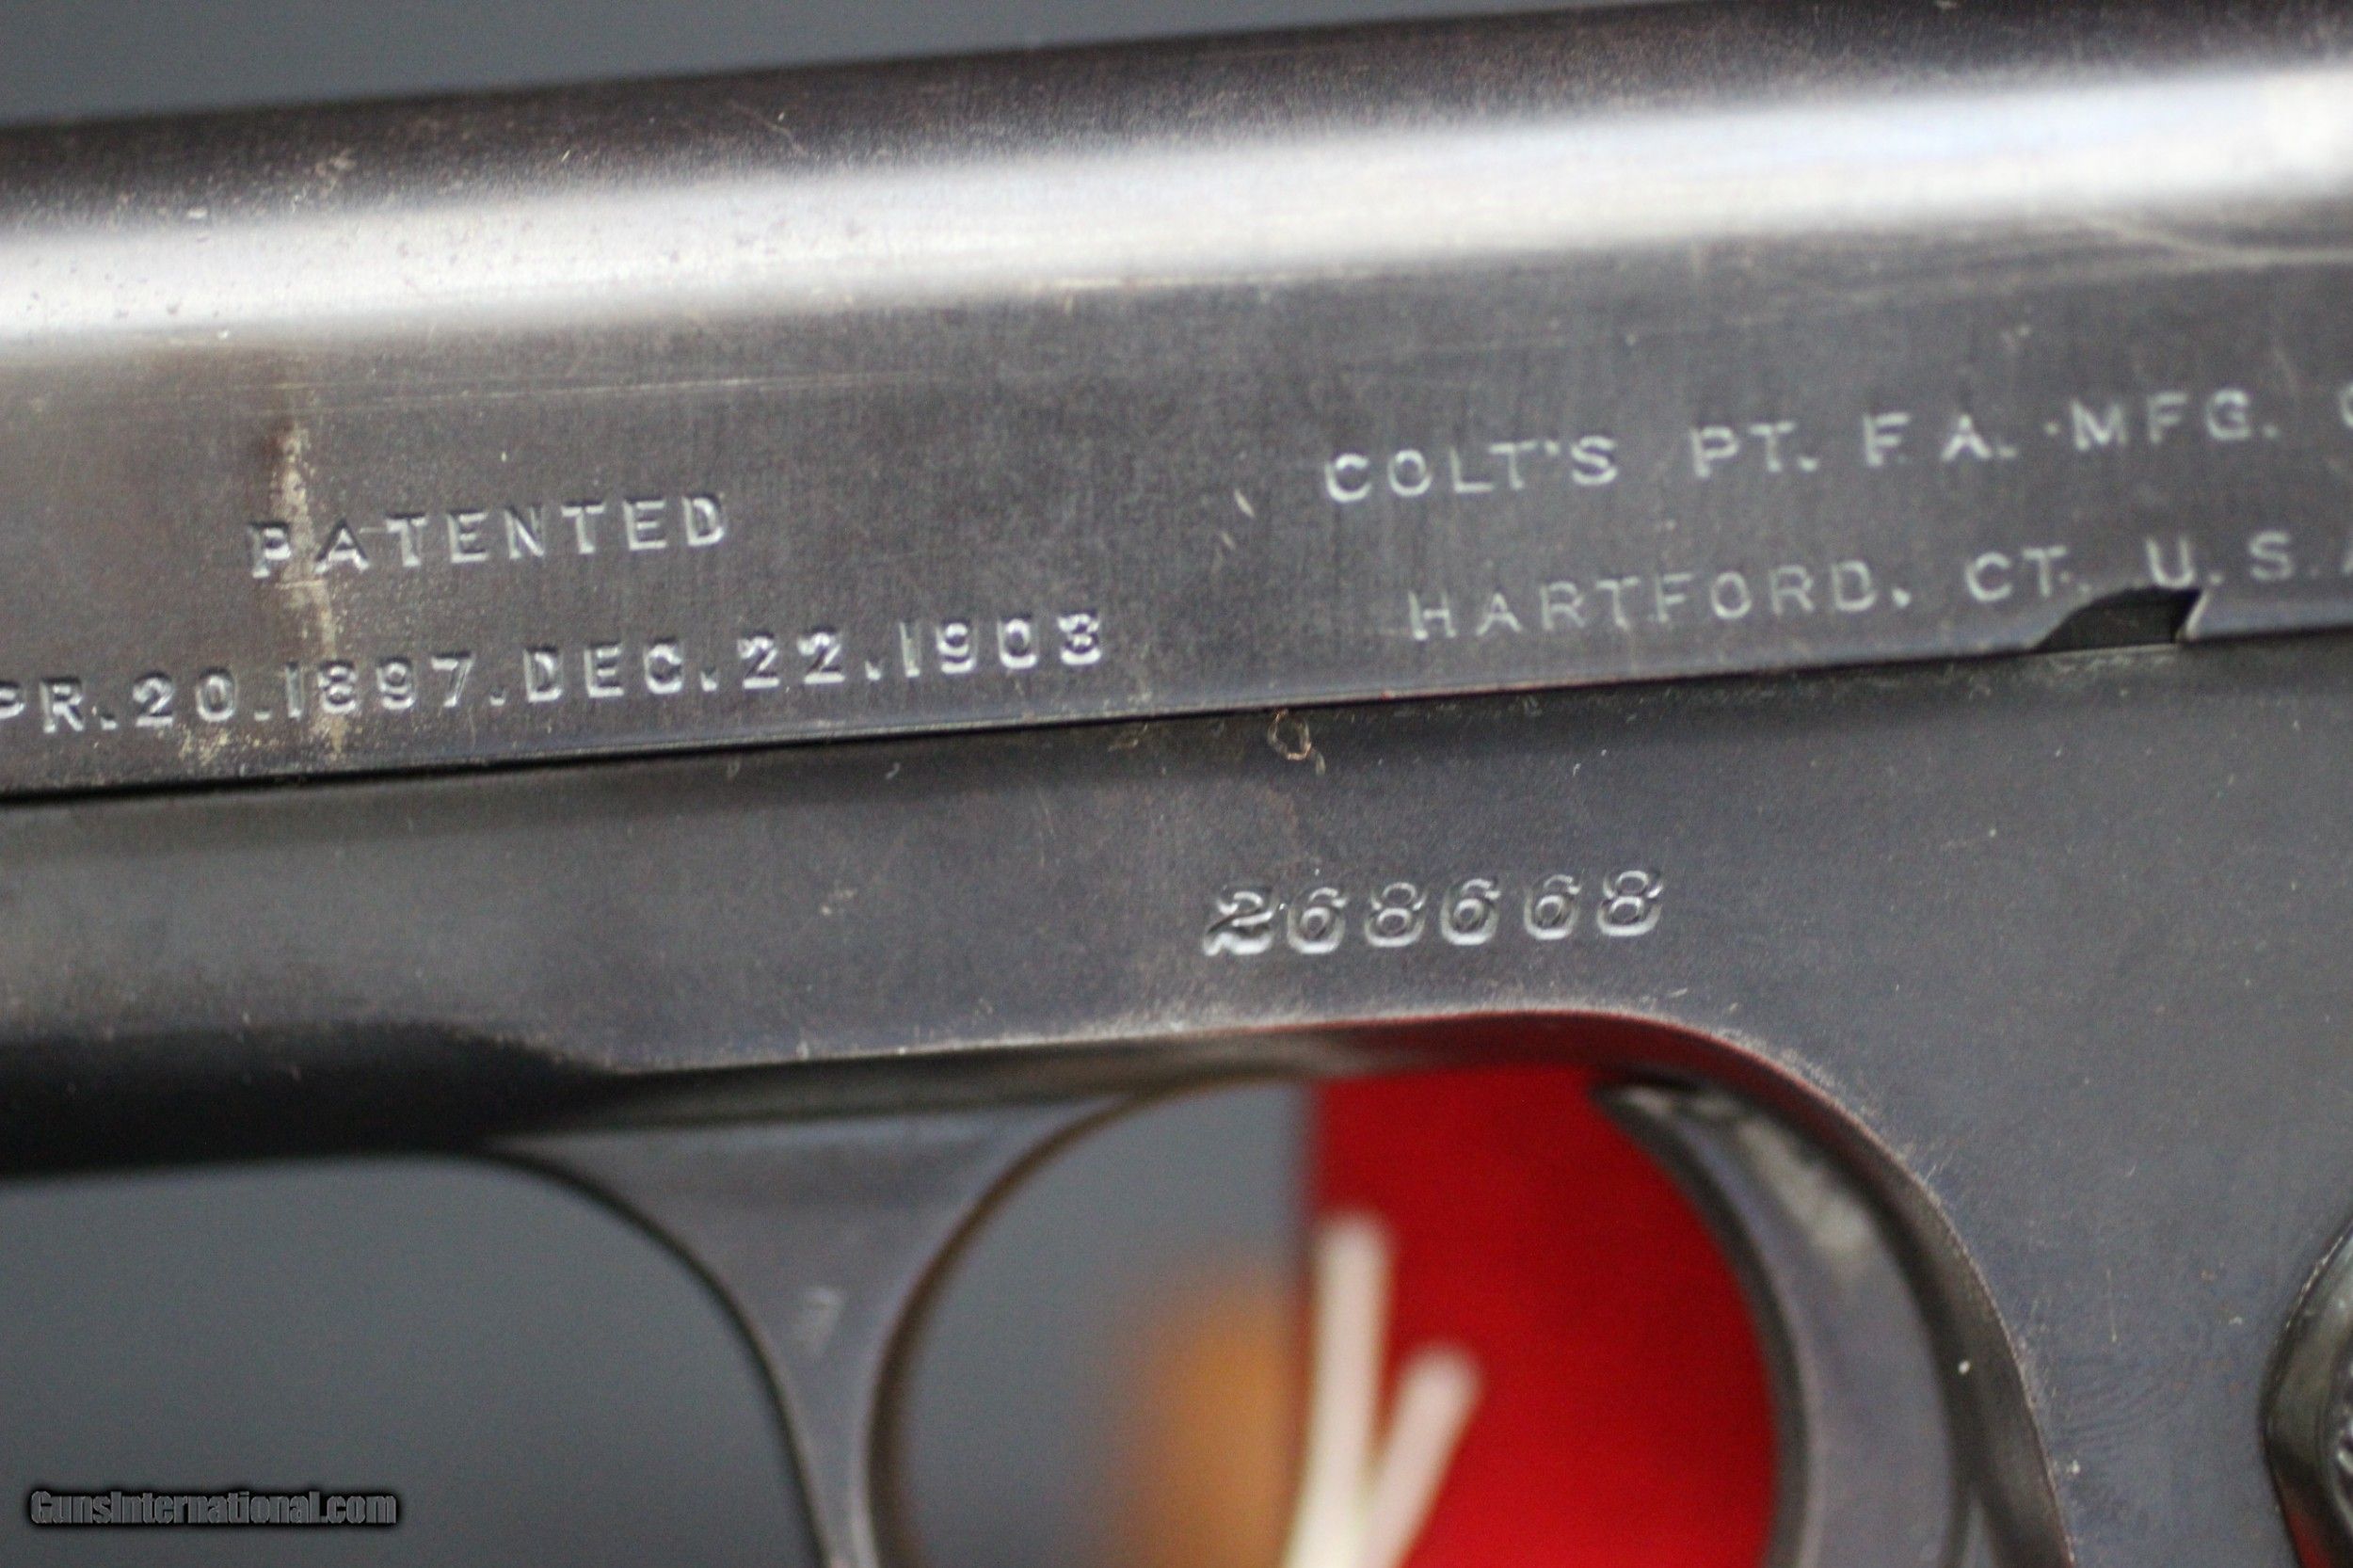 PATENTED
PR.20.1897.DEC.22.1903
COLT'S PT. F.A. MFG. C
HARTFORD, CT. U.S.A
268668
GunsInternational.com